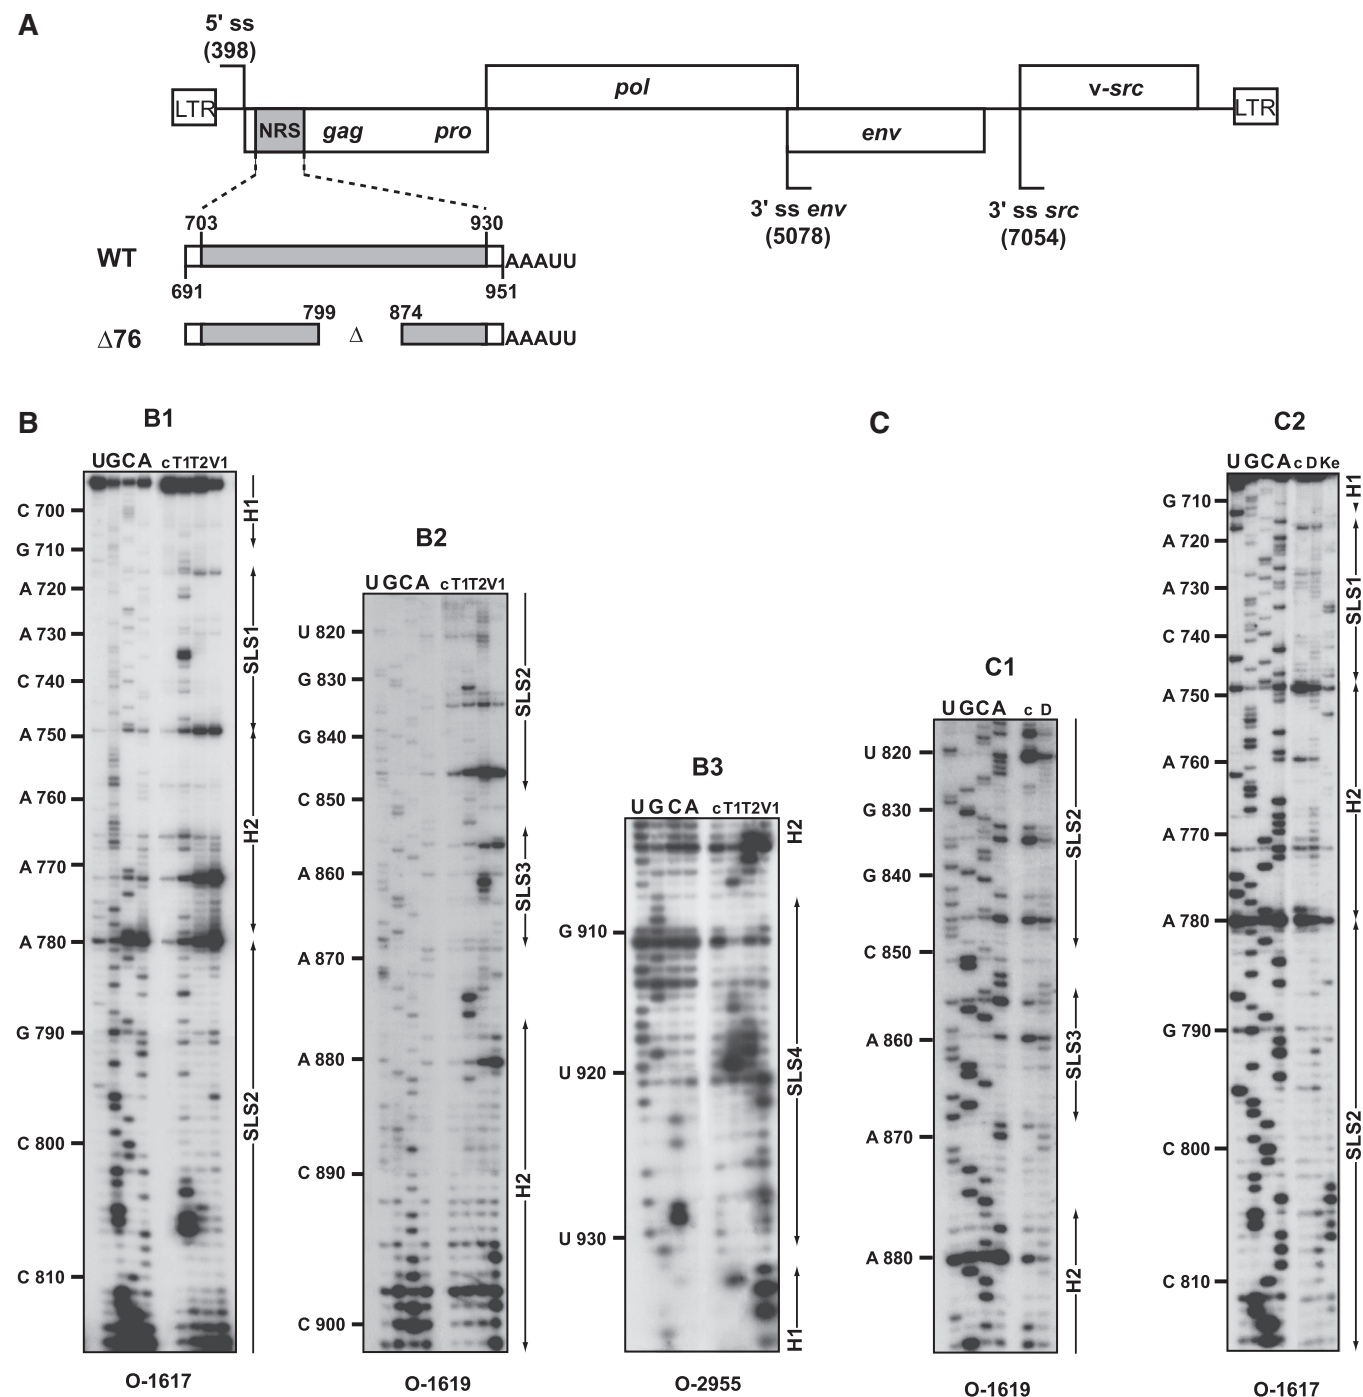 A
5' ss
(398)
LTR
NRS
gag
pro
pol
env
v-src
LTR
3' ss env
(5078)
3' ss src
(7054)
703
930
WT
AAAUU
691
951
799
874
Δ76
Δ
AAAUU
B
B1
UGCA cT1T2V1
C 700
G 710
A 720
A 730
C 740
A 750
A 760
A 770
A 780
G 790
C 800
C 810
H1
SLS1
H2
SLS2
O-1617
B2
UGCA cT1T2V1
U 820
G 830
G 840
C 850
A 860
A 870
A 880
C 890
C 900
SLS2
SLS3
H2
O-1619
B3
UGCA cT1T2V1
G 910
U 920
U 930
H2
SLS4
H1
O-2955
C
C1
UGCA c D
U 820
G 830
G 840
C 850
A 860
A 870
A 880
SLS2
SLS3
H2
O-1619
C2
UGCA c D Ke
G 710
A 720
A 730
C 740
A 750
A 760
A 770
A 780
G 790
C 800
C 810
H1
SLS1
H2
SLS2
O-1617